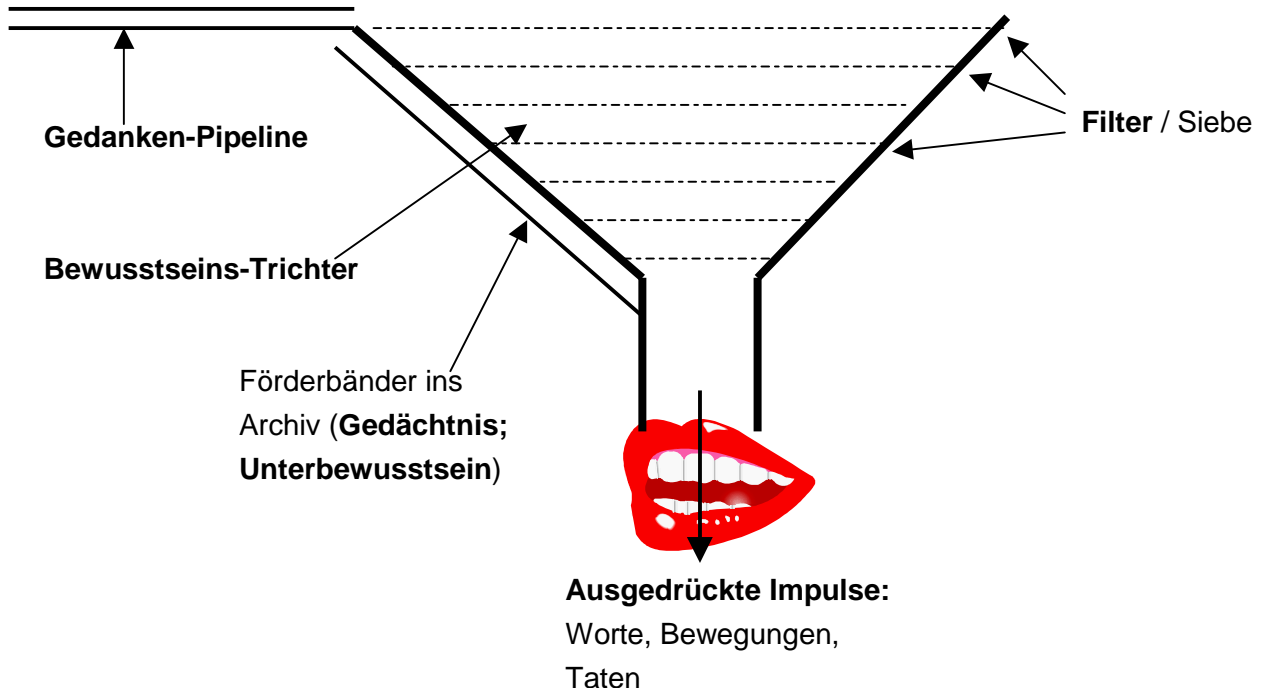 Gedanken-Pipeline
Filter / Siebe
Bewusstseins-Trichter
Förderbänder ins
Archiv (Gedächtnis;
Unterbewusstsein)
Ausgedrückte Impulse:
Worte, Bewegungen,
Taten